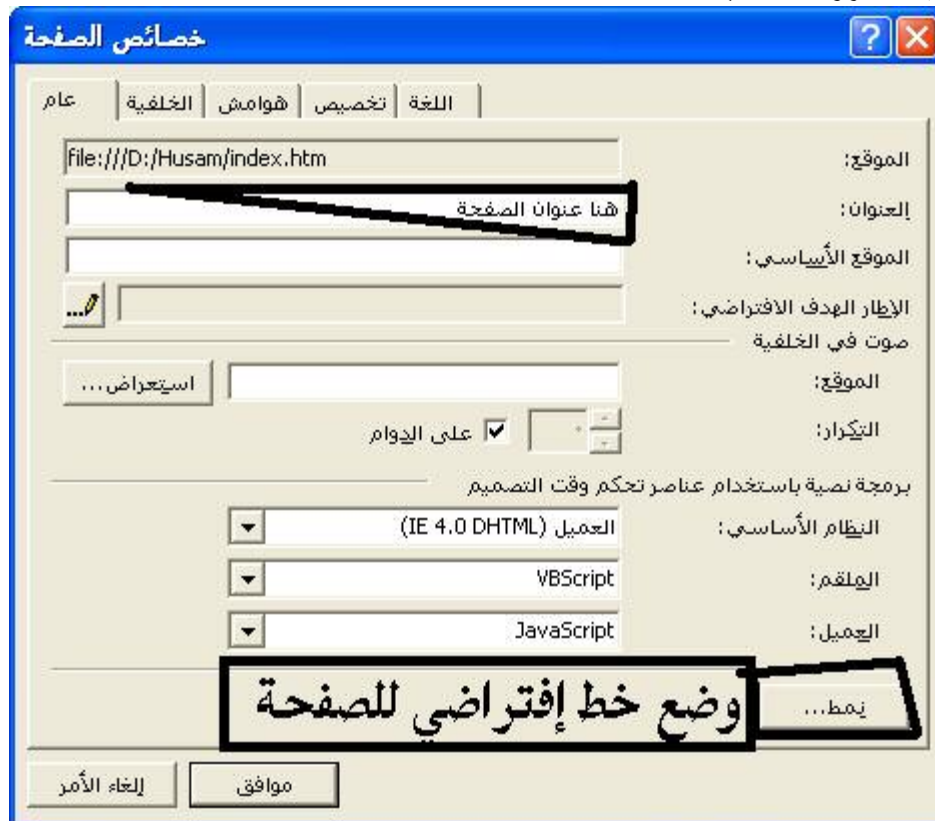 خصائص الصفحة
عام الخلفية هوامش تخصيص اللغة
الموقع: file:///D:/Husam/index.htm
العنوان: هنا عنوان الصفحة
الموقع الأساسي:
الإطار الهدف الافتراضي: ...
صوت في الخلفية
الموقع: استعراض...
التكرار: ٠ على الدوام
برمجة نصية باستخدام عناصر تحكم وقت التصميم
النظام الأساسي: العميل (IE 4.0 DHTML)
الملقم: VBScript
العميل: JavaScript
نمط... وضع خط إفتراضي للصفحة
موافق إلغاء الأمر